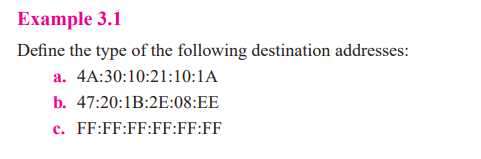 Example 3.1
Define the type of the following destination addresses:
a. 4A:30:10:21:10:1A
b. 47:20:1B:2E:08:EE
c. FF:FF:FF:FF:FF:FF